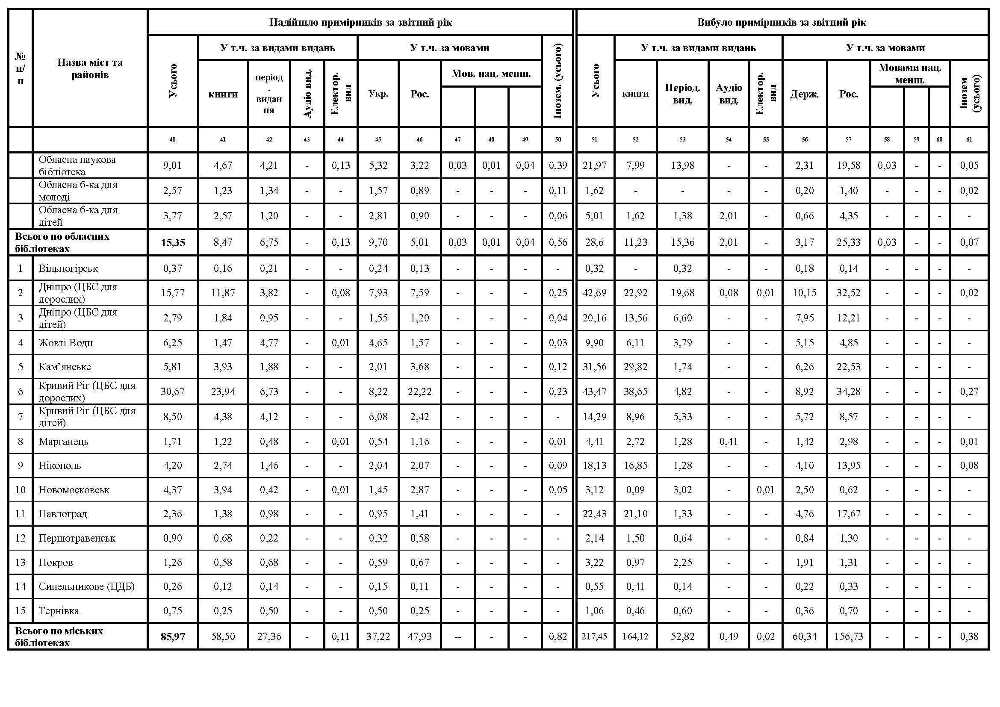 № п/п
Назва міст та районів
Надійшло примірників за звітний рік
Вибуло примірників за звітний рік
Усього
У т.ч. за видами видань
У т.ч. за мовами
Інозем. (усього)
Усього
У т.ч. за видами видань
У т.ч. за мовами
книги
період. видання
Аудіо вид.
Електор. вид
Укр.
Рос.
Мов. нац. менш.
книги
Період. вид.
Аудіо вид.
Електор. вид
Держ.
Рос.
Мовами нац. менш.
Інозем (усього)
40 41 42 43 44 45 46 47 48 49 50 51 52 53 54 55 56 57 58 59 60 61
Обласна наукова бібліотека 9,01 4,67 4,21 - 0,13 5,32 3,22 0,03 0,01 0,04 0,39 21,97 7,99 13,98 - - 2,31 19,58 0,03 - - 0,05
Обласна б-ка для молоді 2,57 1,23 1,34 - - 1,57 0,89 - - - 0,11 1,62 - - - - 0,20 1,40 - - - 0,02
Обласна б-ка для дітей 3,77 2,57 1,20 - - 2,81 0,90 - - - 0,06 5,01 1,62 1,38 2,01 - 0,66 4,35 - - - -
Всього по обласних бібліотеках 15,35 8,47 6,75 - 0,13 9,70 5,01 0,03 0,01 0,04 0,56 28,6 11,23 15,36 2,01 - 3,17 25,33 0,03 - - 0,07
1 Вільногірськ 0,37 0,16 0,21 - - 0,24 0,13 - - - - 0,32 - 0,32 - - 0,18 0,14 - - - -
2 Дніпро (ЦБС для дорослих) 15,77 11,87 3,82 - 0,08 7,93 7,59 - - - 0,25 42,69 22,92 19,68 0,08 0,01 10,15 32,52 - - - 0,02
3 Дніпро (ЦБС для дітей) 2,79 1,84 0,95 - - 1,55 1,20 - - - 0,04 20,16 13,56 6,60 - - 7,95 12,21 - - - -
4 Жовті Води 6,25 1,47 4,77 - 0,01 4,65 1,57 - - - 0,03 9,90 6,11 3,79 - - 5,15 4,85 - - - -
5 Кам’янське 5,81 3,93 1,88 - - 2,01 3,68 - - - 0,12 31,56 29,82 1,74 - - 6,26 22,53 - - - -
6 Кривий Ріг (ЦБС для дорослих) 30,67 23,94 6,73 - - 8,22 22,22 - - - 0,23 43,47 38,65 4,82 - - 8,92 34,28 - - - 0,27
7 Кривий Ріг (ЦБС для дітей) 8,50 4,38 4,12 - - 6,08 2,42 - - - - 14,29 8,96 5,33 - - 5,72 8,57 - - - -
8 Марганець 1,71 1,22 0,48 - 0,01 0,54 1,16 - - - 0,01 4,41 2,72 1,28 0,41 - 1,42 2,98 - - - 0,01
9 Нікополь 4,20 2,74 1,46 - - 2,04 2,07 - - - 0,09 18,13 16,85 1,28 - - 4,10 13,95 - - - 0,08
10 Новомосковськ 4,37 3,94 0,42 - 0,01 1,45 2,87 - - - 0,05 3,12 0,09 3,02 - 0,01 2,50 0,62 - - - -
11 Павлоград 2,36 1,38 0,98 - - 0,95 1,41 - - - - 22,43 21,10 1,33 - - 4,76 17,67 - - - -
12 Першотравенськ 0,90 0,68 0,22 - - 0,32 0,58 - - - - 2,14 1,50 0,64 - - 0,84 1,30 - - - -
13 Покров 1,26 0,58 0,68 - - 0,59 0,67 - - - - 3,22 0,97 2,25 - - 1,91 1,31 - - - -
14 Синельникове (ЦДБ) 0,26 0,12 0,14 - - 0,15 0,11 - - - - 0,55 0,41 0,14 - - 0,22 0,33 - - - -
15 Тернівка 0,75 0,25 0,50 - - 0,50 0,25 - - - - 1,06 0,46 0,60 - - 0,36 0,70 - - - -
Всього по міських бібліотеках 85,97 58,50 27,36 - 0,11 37,22 47,93 -- - - 0,82 217,45 164,12 52,82 0,49 0,02 60,34 156,73 - - - 0,38